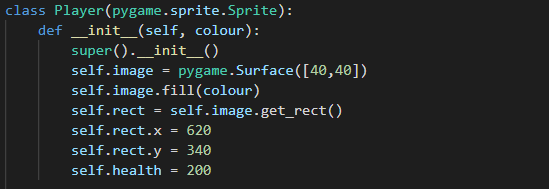 class Player(pygame.sprite.Sprite):
    def __init__(self, colour):
        super().__init__()
        self.image = pygame.Surface([40,40])
        self.image.fill(colour)
        self.rect = self.image.get_rect()
        self.rect.x = 620
        self.rect.y = 340
        self.health = 200